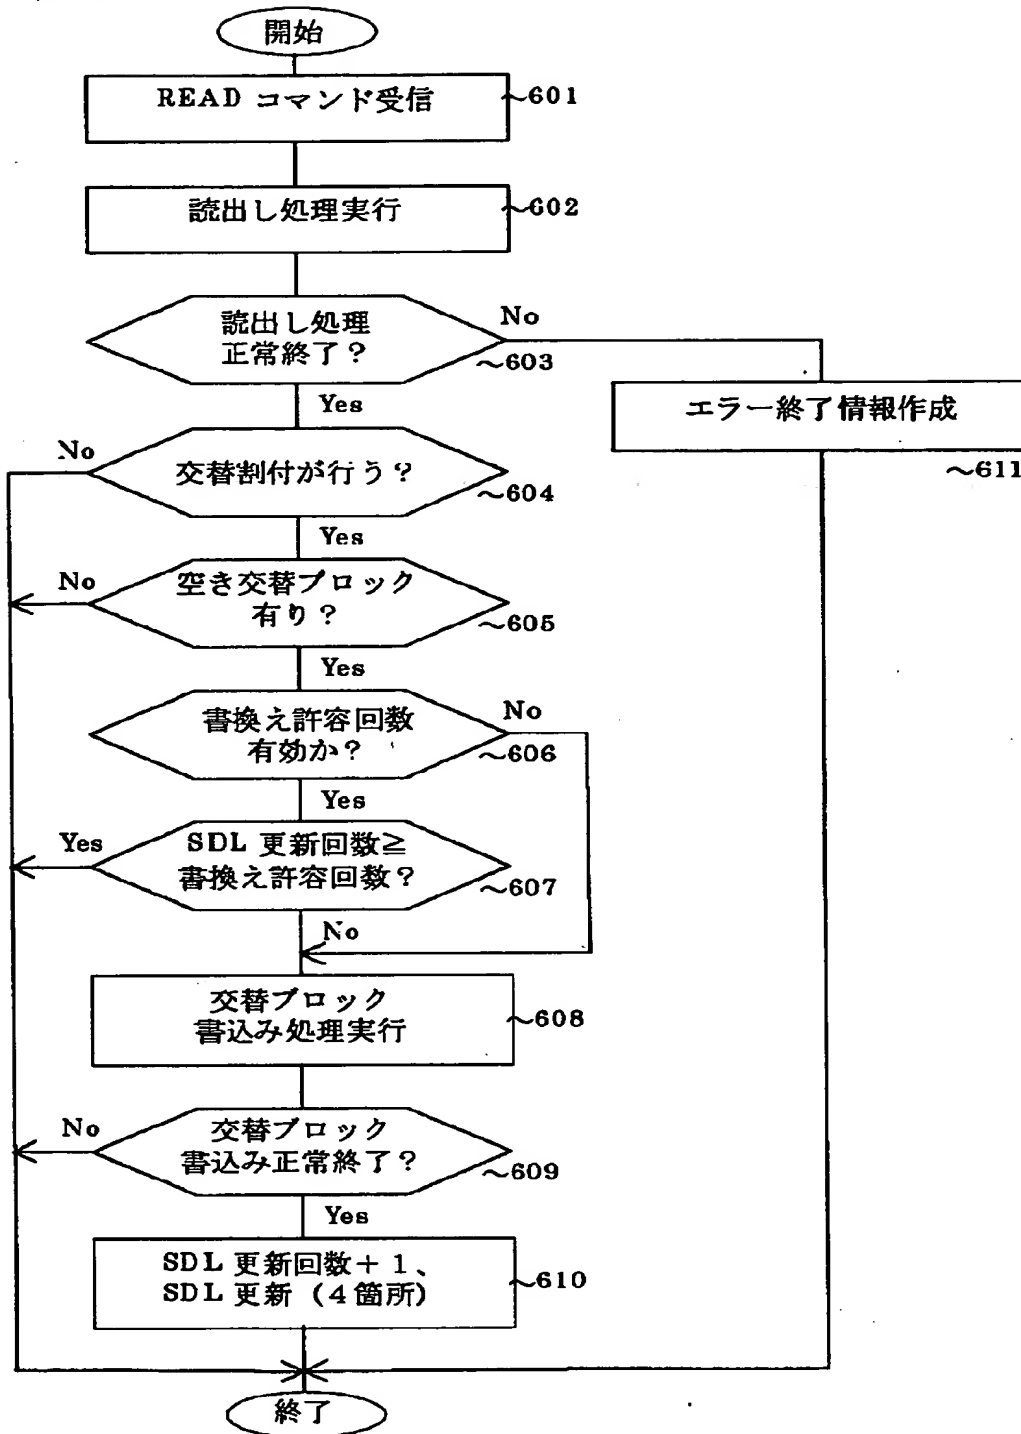 開始
READ コマンド受信
～601
読出し処理実行
～602
読出し処理
正常終了？
No
～603
Yes
エラー終了情報作成
～611
No
交替割付が行う？
～604
Yes
No
空き交替ブロック
有り？
～605
Yes
書換え許容回数
有効か？
No
～606
Yes
Yes
SDL 更新回数≧
書換え許容回数？
～607
No
交替ブロック
書込み処理実行
～608
No
交替ブロック
書込み正常終了？
～609
Yes
SDL 更新回数＋１、
SDL 更新（４箇所）
～610
終了